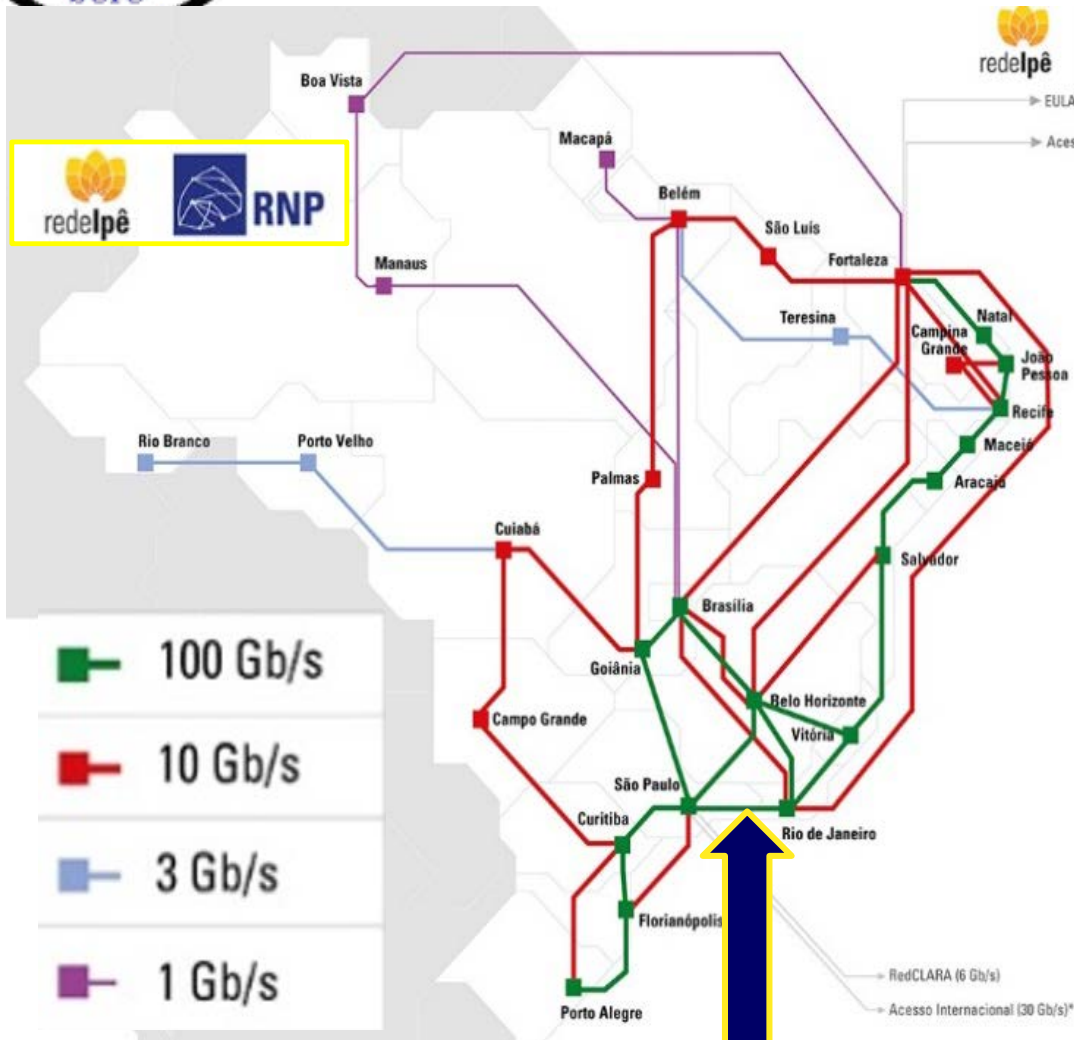 redeIpê
EULA
Aces
Boa Vista
Macapá
redeIpê
RNP
Belém
São Luís
Manaus
Fortaleza
Teresina
Natal
Campina
Grande
João
Pessoa
Recife
Rio Branco
Porto Velho
Maceió
Palmas
Aracajú
Cuiabá
Salvador
Brasília
100 Gb/s
Goiânia
Belo Horizonte
Campo Grande
Vitória
10 Gb/s
São Paulo
Curitiba
Rio de Janeiro
3 Gb/s
Florianópolis
RedCLARA (6 Gb/s)
1 Gb/s
Porto Alegre
Acesso Internacional (30 Gb/s)*